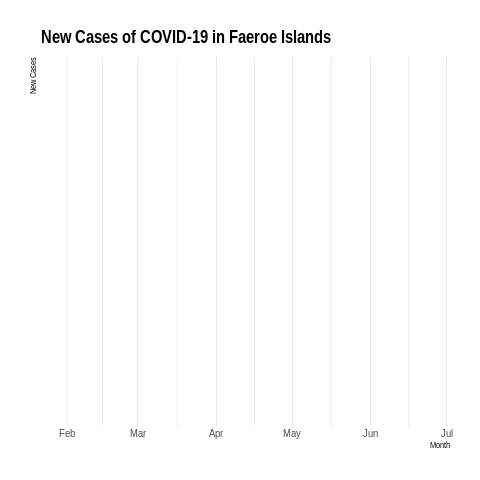 New Cases of COVID-19 in Faeroe Islands
New Cases
Feb Mar Apr May Jun Jul
Month